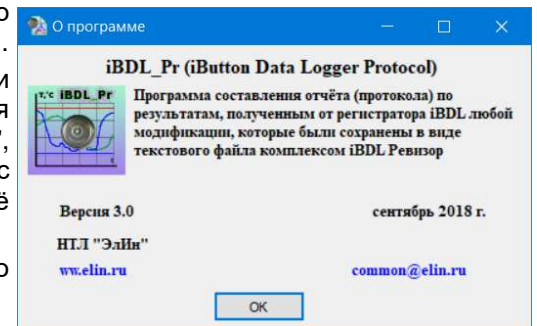 о
.
и
я
",
с
ё
о
О программе
iBDL_Pr (iButton Data Logger Protocol)
т,°с iBDL_Pr
Программа составления отчёта (протокола) по
результатам, полученным от регистратора iBDL любой
модификации, которые были сохранены в виде
текстового файла комплексом iBDL Ревизор
Версия 3.0
сентябрь 2018 г.
НТЛ "ЭлИн"
ww.elin.ru
common@elin.ru
OK